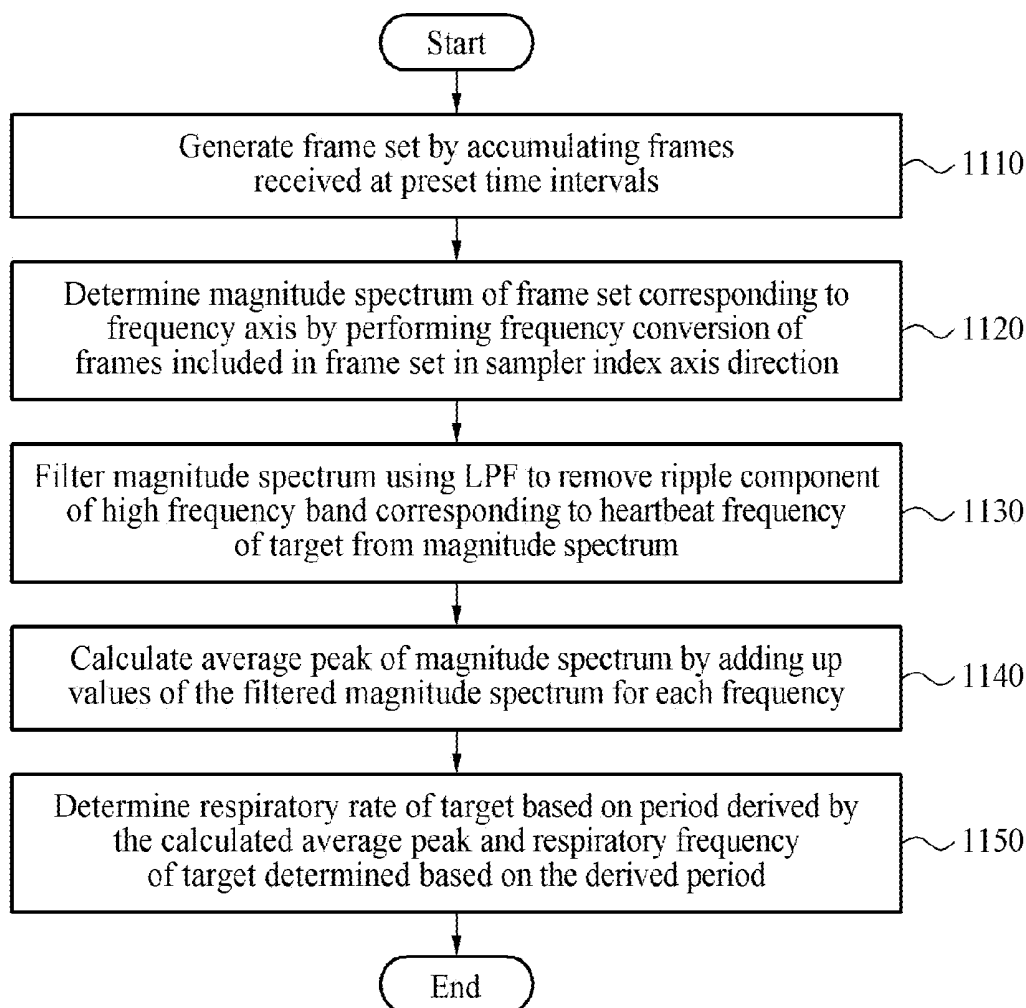 Start
Generate frame set by accumulating frames
received at preset time intervals
1110
Determine magnitude spectrum of frame set corresponding to
frequency axis by performing frequency conversion of
frames included in frame set in sampler index axis direction
1120
Filter magnitude spectrum using LPF to remove ripple component
of high frequency band corresponding to heartbeat frequency
of target from magnitude spectrum
1130
Calculate average peak of magnitude spectrum by adding up
values of the filtered magnitude spectrum for each frequency
1140
Determine respiratory rate of target based on period derived by
the calculated average peak and respiratory frequency
of target determined based on the derived period
1150
End